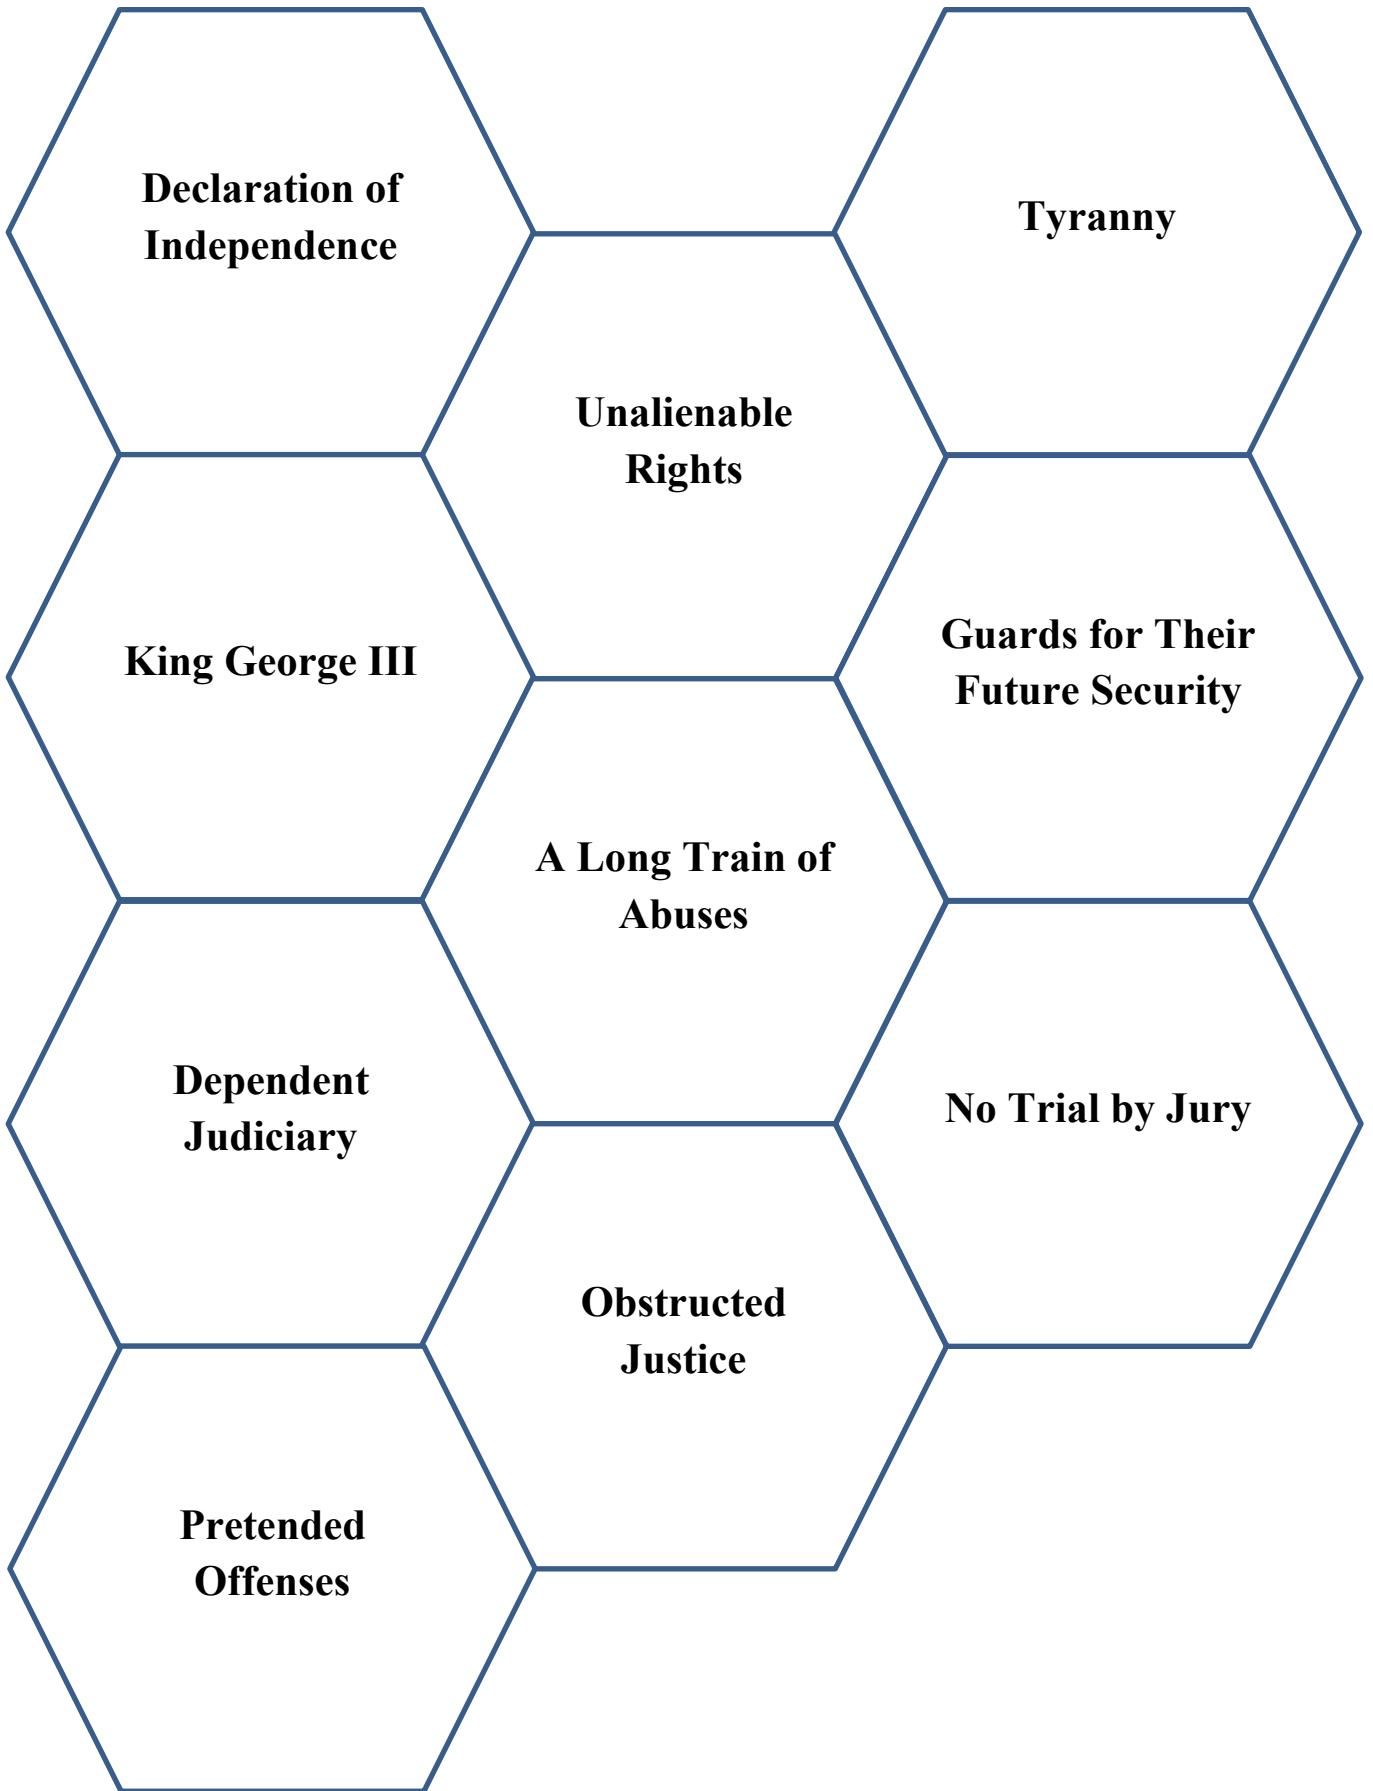 Declaration of
Independence
Tyranny
Unalienable
Rights
King George III
Guards for Their
Future Security
A Long Train of
Abuses
Dependent
Judiciary
No Trial by Jury
Obstructed
Justice
Pretended
Offenses